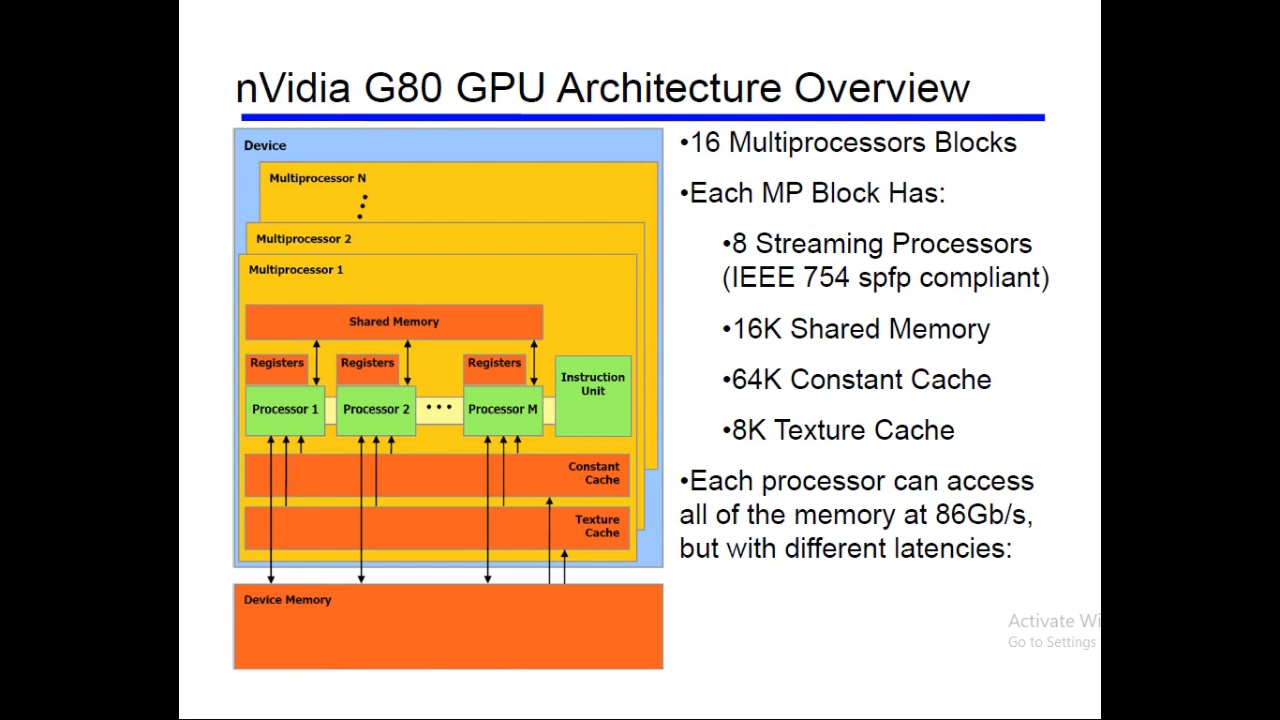 nVidia G80 GPU Architecture Overview
Device
Multiprocessor N
Multiprocessor 2
Multiprocessor 1
Shared Memory
Registers
Registers
Registers
Instruction
Unit
Processor 1
Processor 2
•••
Processor M
Constant
Cache
Texture
Cache
Device Memory
•16 Multiprocessors Blocks
•Each MP Block Has:
•8 Streaming Processors
(IEEE 754 spfp compliant)
•16K Shared Memory
•64K Constant Cache
•8K Texture Cache
•Each processor can access
all of the memory at 86Gb/s,
but with different latencies:
Activate Wi
Go to Settings